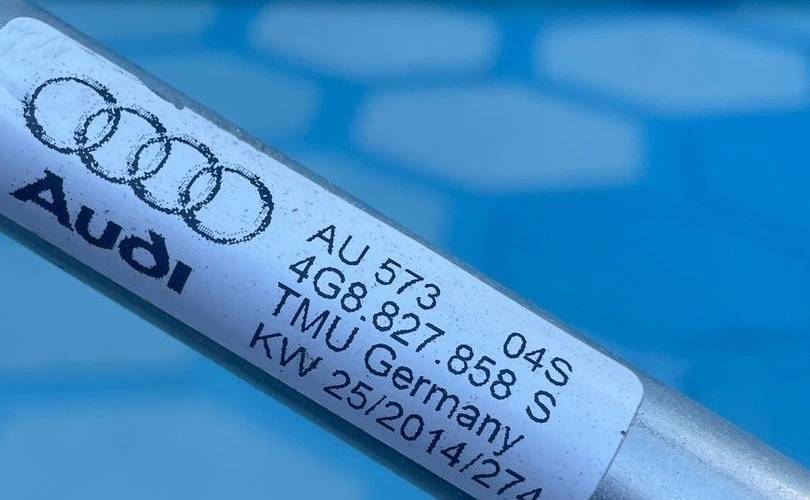 Audi
AU 573 04S
4G8.827.858 S
TMU Germany
KW 25/2014/274